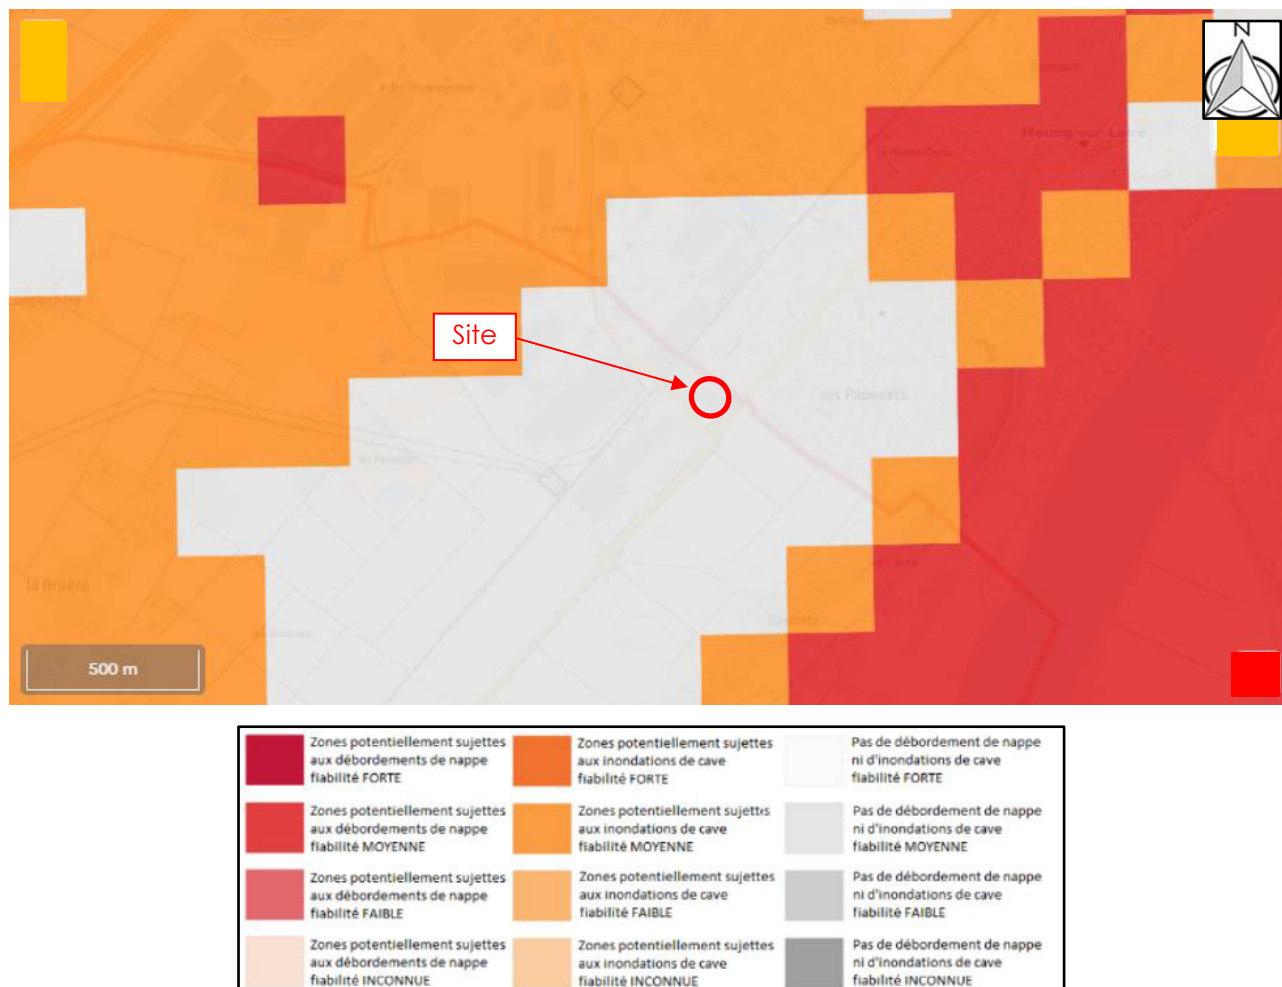 N
Meung-sur-Loire
la Haute-Croix
Site
les Papecats
la Bruère
500 m
Zones potentiellement sujettes
aux débordements de nappe
fiabilité FORTE
Zones potentiellement sujettes
aux inondations de cave
fiabilité FORTE
Pas de débordement de nappe
ni d'inondations de cave
fiabilité FORTE
Zones potentiellement sujettes
aux débordements de nappe
fiabilité MOYENNE
Zones potentiellement sujettes
aux inondations de cave
fiabilité MOYENNE
Pas de débordement de nappe
ni d'inondations de cave
fiabilité MOYENNE
Zones potentiellement sujettes
aux débordements de nappe
fiabilité FAIBLE
Zones potentiellement sujettes
aux inondations de cave
fiabilité FAIBLE
Pas de débordement de nappe
ni d'inondations de cave
fiabilité FAIBLE
Zones potentiellement sujettes
aux débordements de nappe
fiabilité INCONNUE
Zones potentiellement sujettes
aux inondations de cave
fiabilité INCONNUE
Pas de débordement de nappe
ni d'inondations de cave
fiabilité INCONNUE